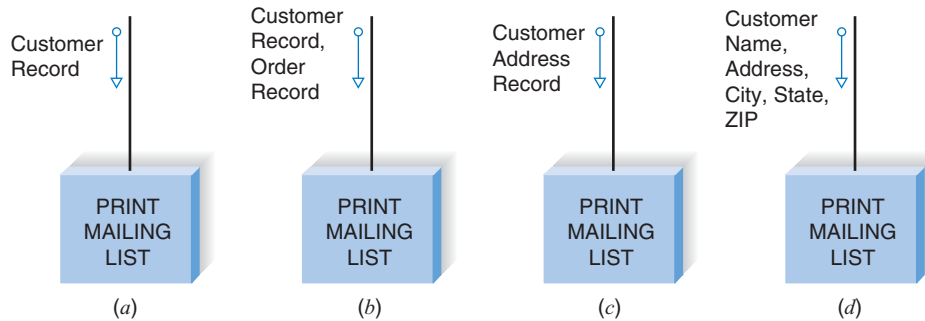 Customer
Record
Customer
Record,
Order
Record
Customer
Address
Record
Customer
Name,
Address,
City, State,
ZIP
PRINT
MAILING
LIST
PRINT
MAILING
LIST
PRINT
MAILING
LIST
PRINT
MAILING
LIST
(a)
(b)
(c)
(d)